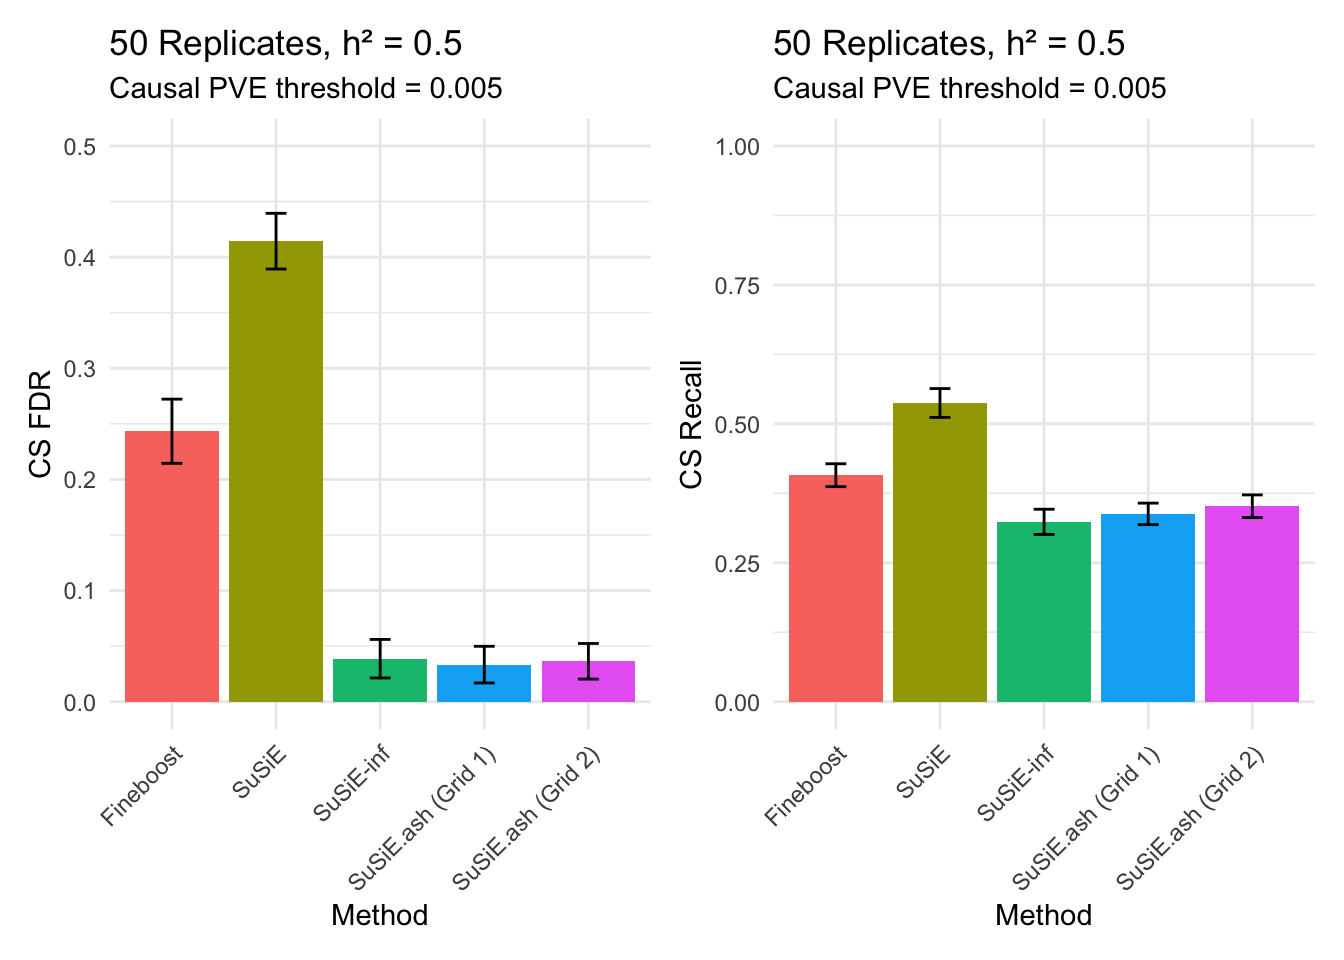 50 Replicates, h² = 0.5
Causal PVE threshold = 0.005
CS FDR
0.5
0.4
0.3
0.2
0.1
0.0
Fineboost
SuSiE
SuSiE-inf
SuSiE.ash (Grid 1)
SuSiE.ash (Grid 2)
Method
50 Replicates, h² = 0.5
Causal PVE threshold = 0.005
CS Recall
1.00
0.75
0.50
0.25
0.00
Fineboost
SuSiE
SuSiE-inf
SuSiE.ash (Grid 1)
SuSiE.ash (Grid 2)
Method